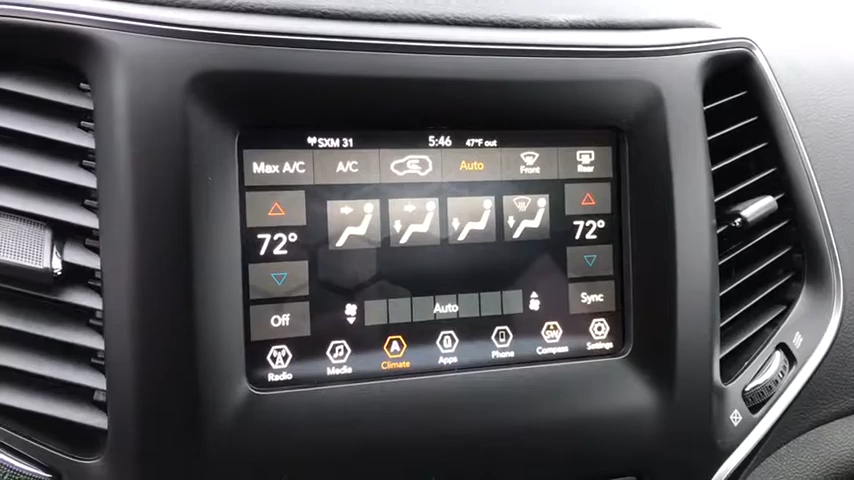 SXM 31 5:46 47°F out
Max A/C A/C Auto Front Rear
72° 72°
Off Auto Sync
Radio Media A Climate Apps Phone SW Compass Settings